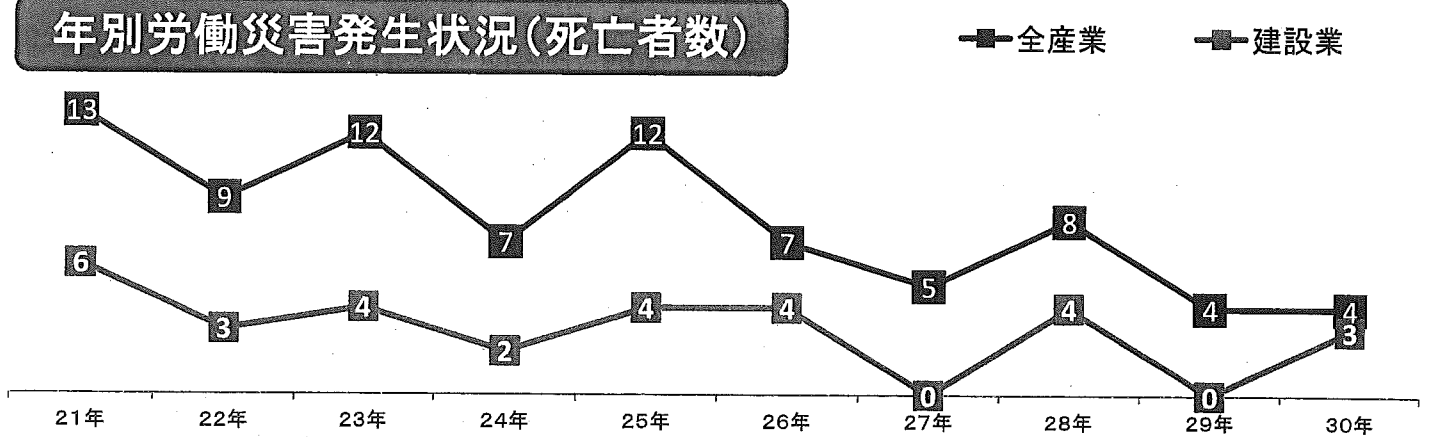 年別労働災害発生状況(死亡者数)
全産業 建設業
13 9 12 7 12 7 5 8 4 4
6 3 4 2 4 4 0 4 0 3
21年 22年 23年 24年 25年 26年 27年 28年 29年 30年